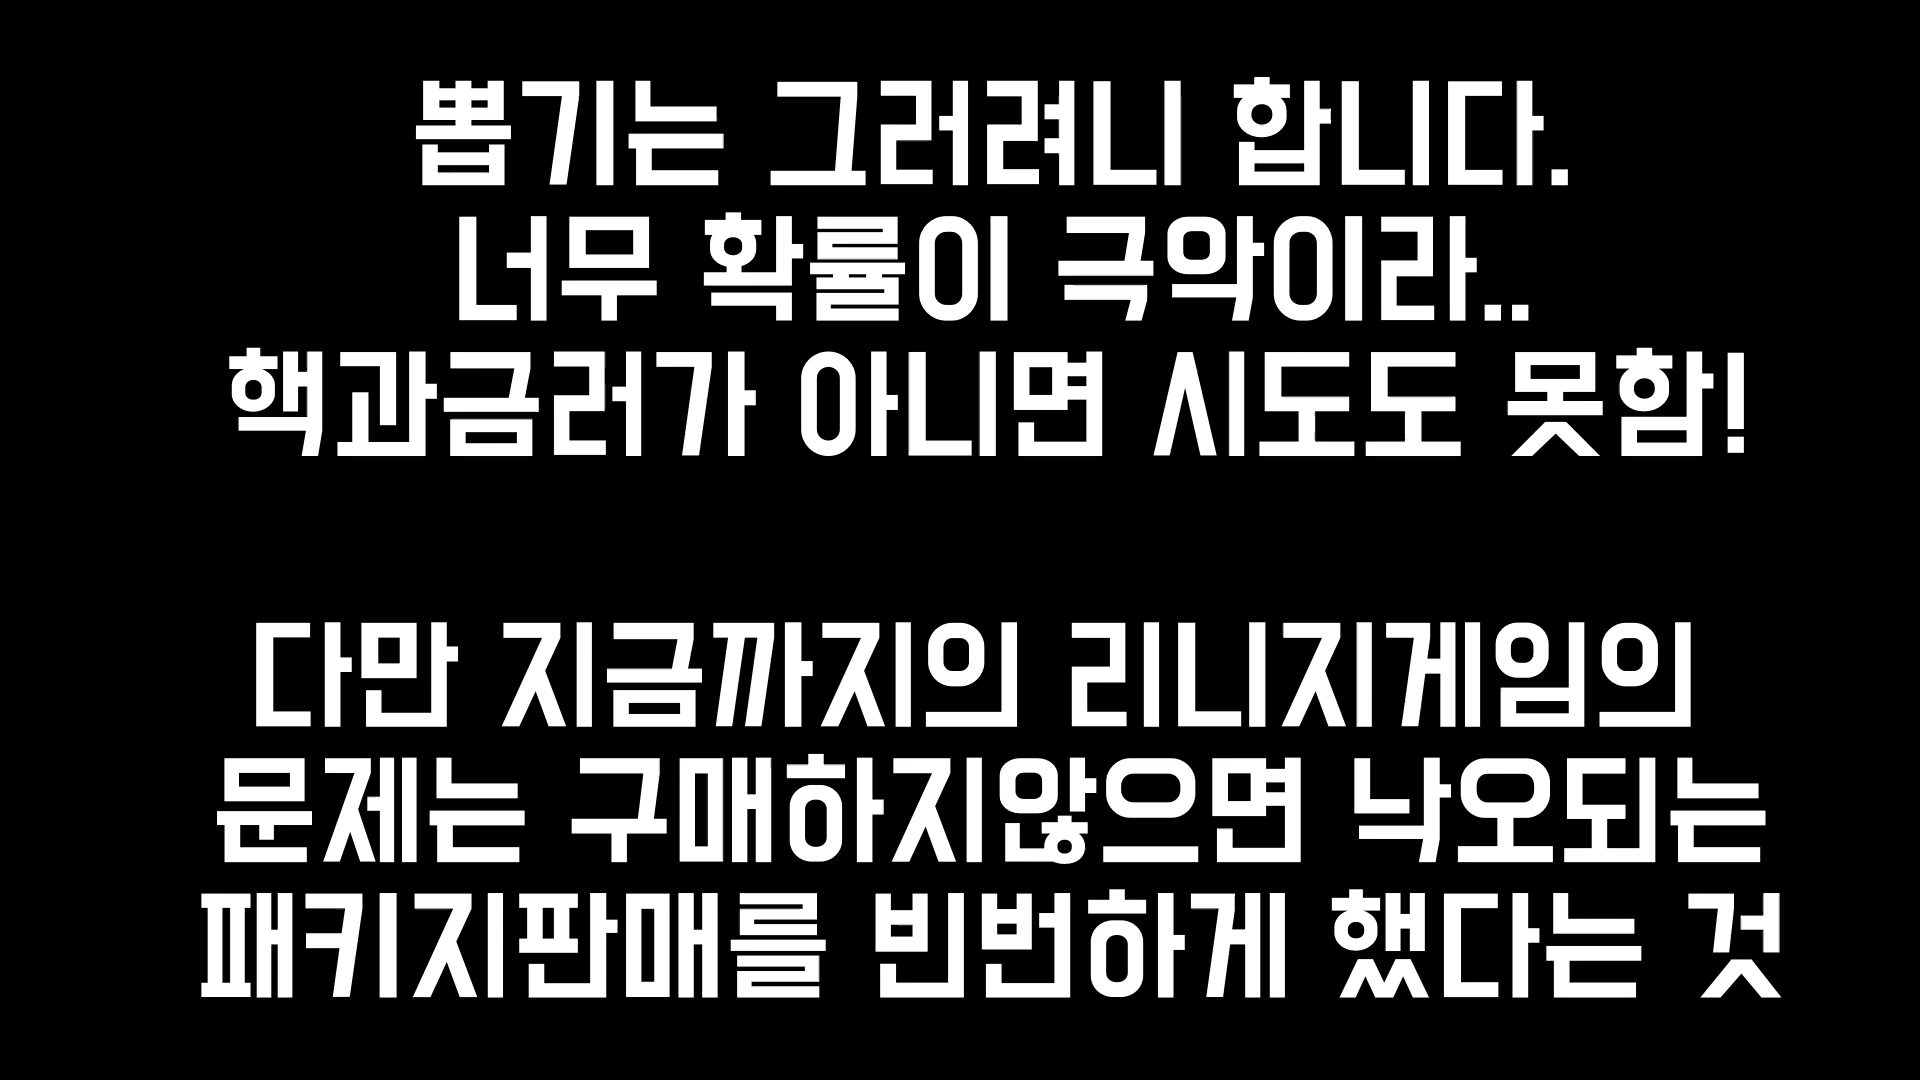 뽑기는 그러려니 합니다.
너무 확률이 극악이라..
핵과금러가 아니면 시도도 못함!
다만 지금까지의 리니지게임의
문제는 구매하지않으면 낙오되는
패키지판매를 빈번하게 했다는 것